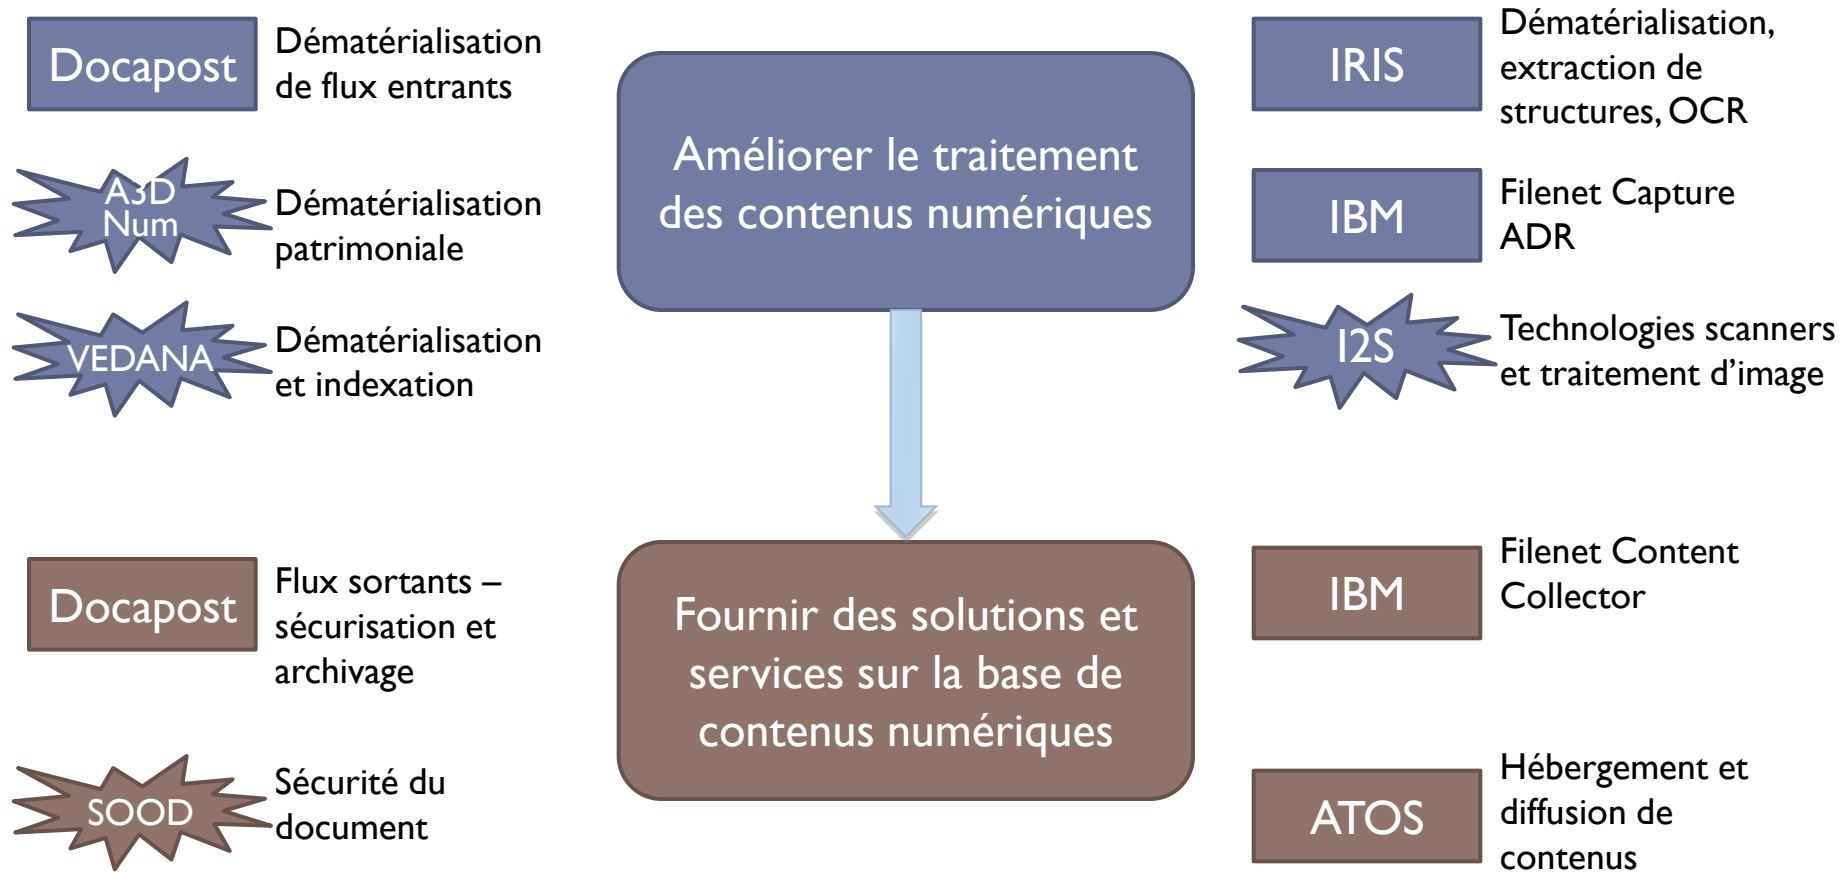 Docapost
Dématérialisation
de flux entrants
A3D
Num
Dématérialisation
patrimoniale
VEDANA
Dématérialisation
et indexation
Améliorer le traitement
des contenus numériques
IRIS
Dématérialisation,
extraction de
structures, OCR
IBM
Filenet Capture
ADR
I2S
Technologies scanners
et traitement d’image
Docapost
Flux sortants –
sécurisation et
archivage
SOOD
Sécurité du
document
Fournir des solutions et
services sur la base de
contenus numériques
IBM
Filenet Content
Collector
ATOS
Hébergement et
diffusion de
contenus